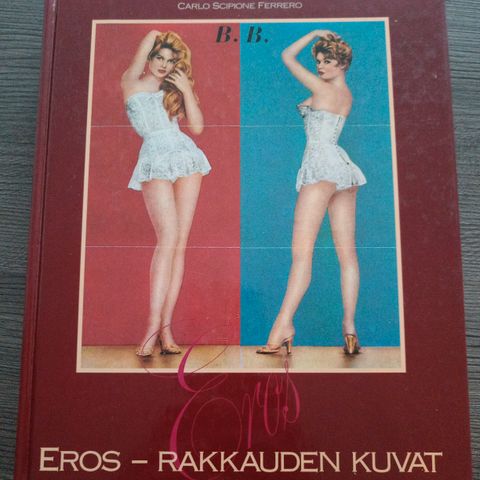 CARLO SCIPIONE FERRERO
B. B.
Eros
EROS – RAKKAUDEN KUVAT